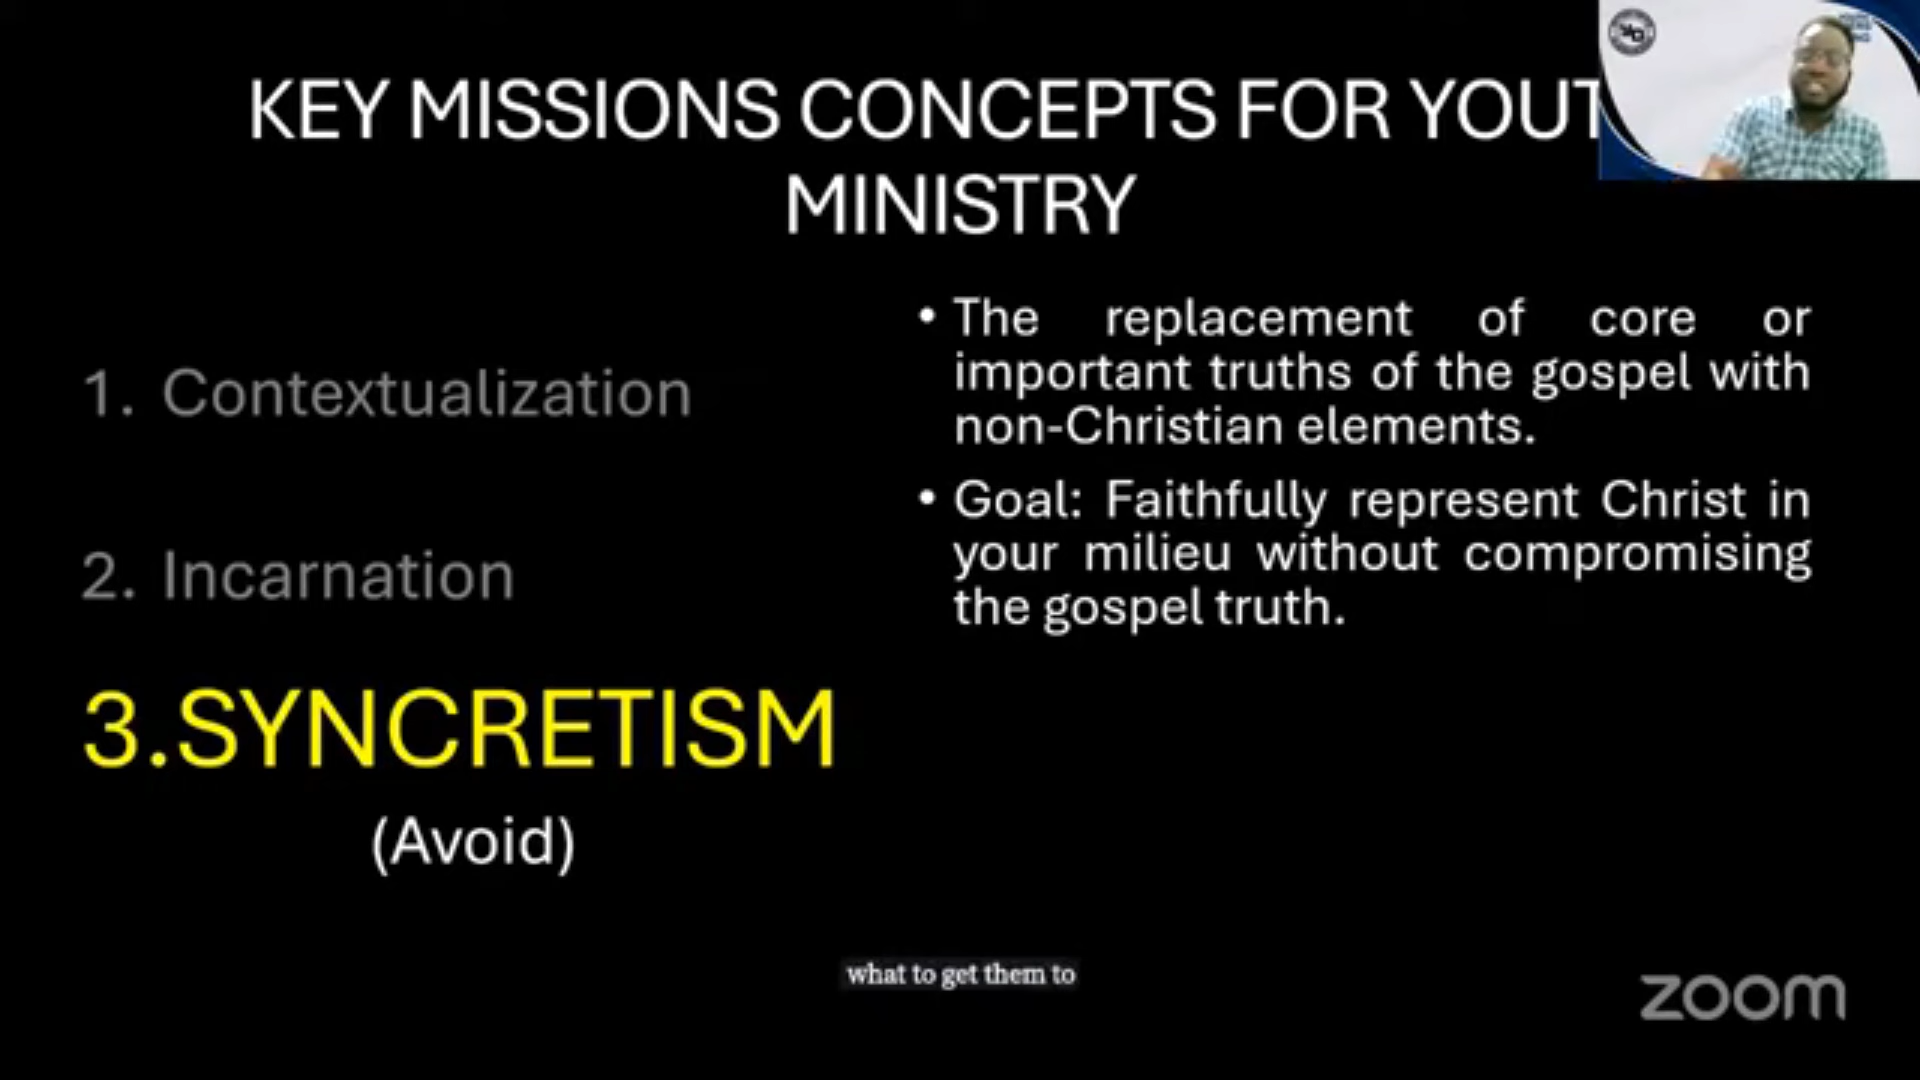 KEY MISSIONS CONCEPTS FOR YOUT
MINISTRY
1. Contextualization
2. Incarnation
3.SYNCRETISM
(Avoid)
• The replacement of core or
important truths of the gospel with
non-Christian elements.
• Goal: Faithfully represent Christ in
your milieu without compromising
the gospel truth.
what to get them to
zoom